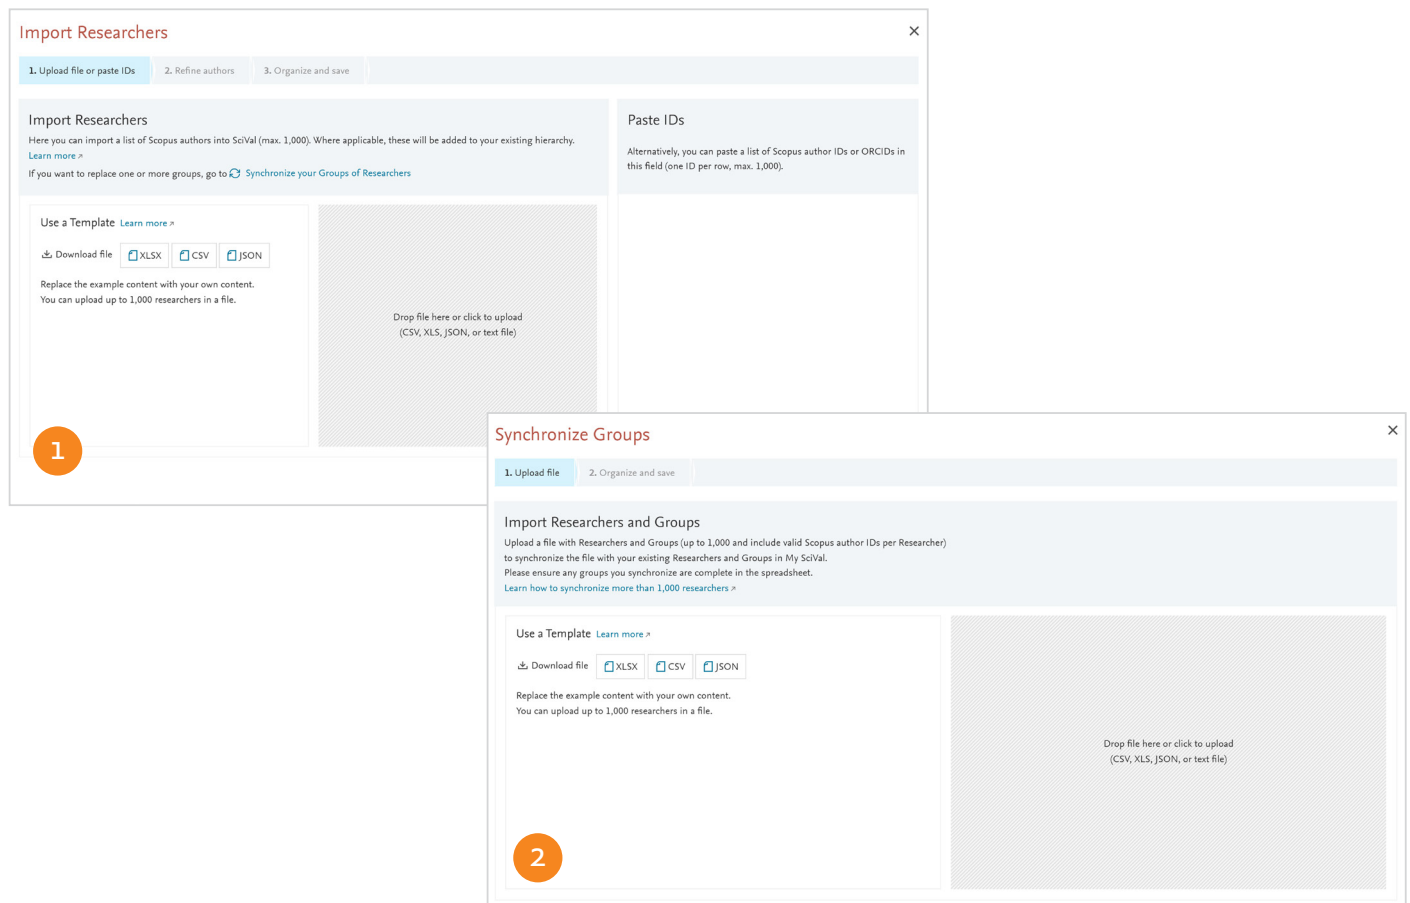 Import Researchers
1. Upload file or paste IDs
2. Refine authors
3. Organize and save
Import Researchers
Here you can import a list of Scopus authors into SciVal (max. 1,000). Where applicable, these will be added to your existing hierarchy.
Learn more
If you want to replace one or more groups, go to Synchronize your Groups of Researchers
Paste IDs
Alternatively, you can paste a list of Scopus author IDs or ORCIDs in
this field (one ID per row, max. 1,000).
Use a Template Learn more
Download file XLSX CSV JSON
Replace the example content with your own content.
You can upload up to 1,000 researchers in a file.
Drop file here or click to upload
(CSV, XLS, JSON, or text file)
1
Synchronize Groups
1. Upload file
2. Organize and save
Import Researchers and Groups
Upload a file with Researchers and Groups (up to 1,000 and include valid Scopus author IDs per Researcher)
to synchronize the file with your existing Researchers and Groups in My SciVal.
Please ensure any groups you synchronize are complete in the spreadsheet.
Learn how to synchronize more than 1,000 researchers
Use a Template Learn more
Download file XLSX CSV JSON
Replace the example content with your own content.
You can upload up to 1,000 researchers in a file.
Drop file here or click to upload
(CSV, XLS, JSON, or text file)
2